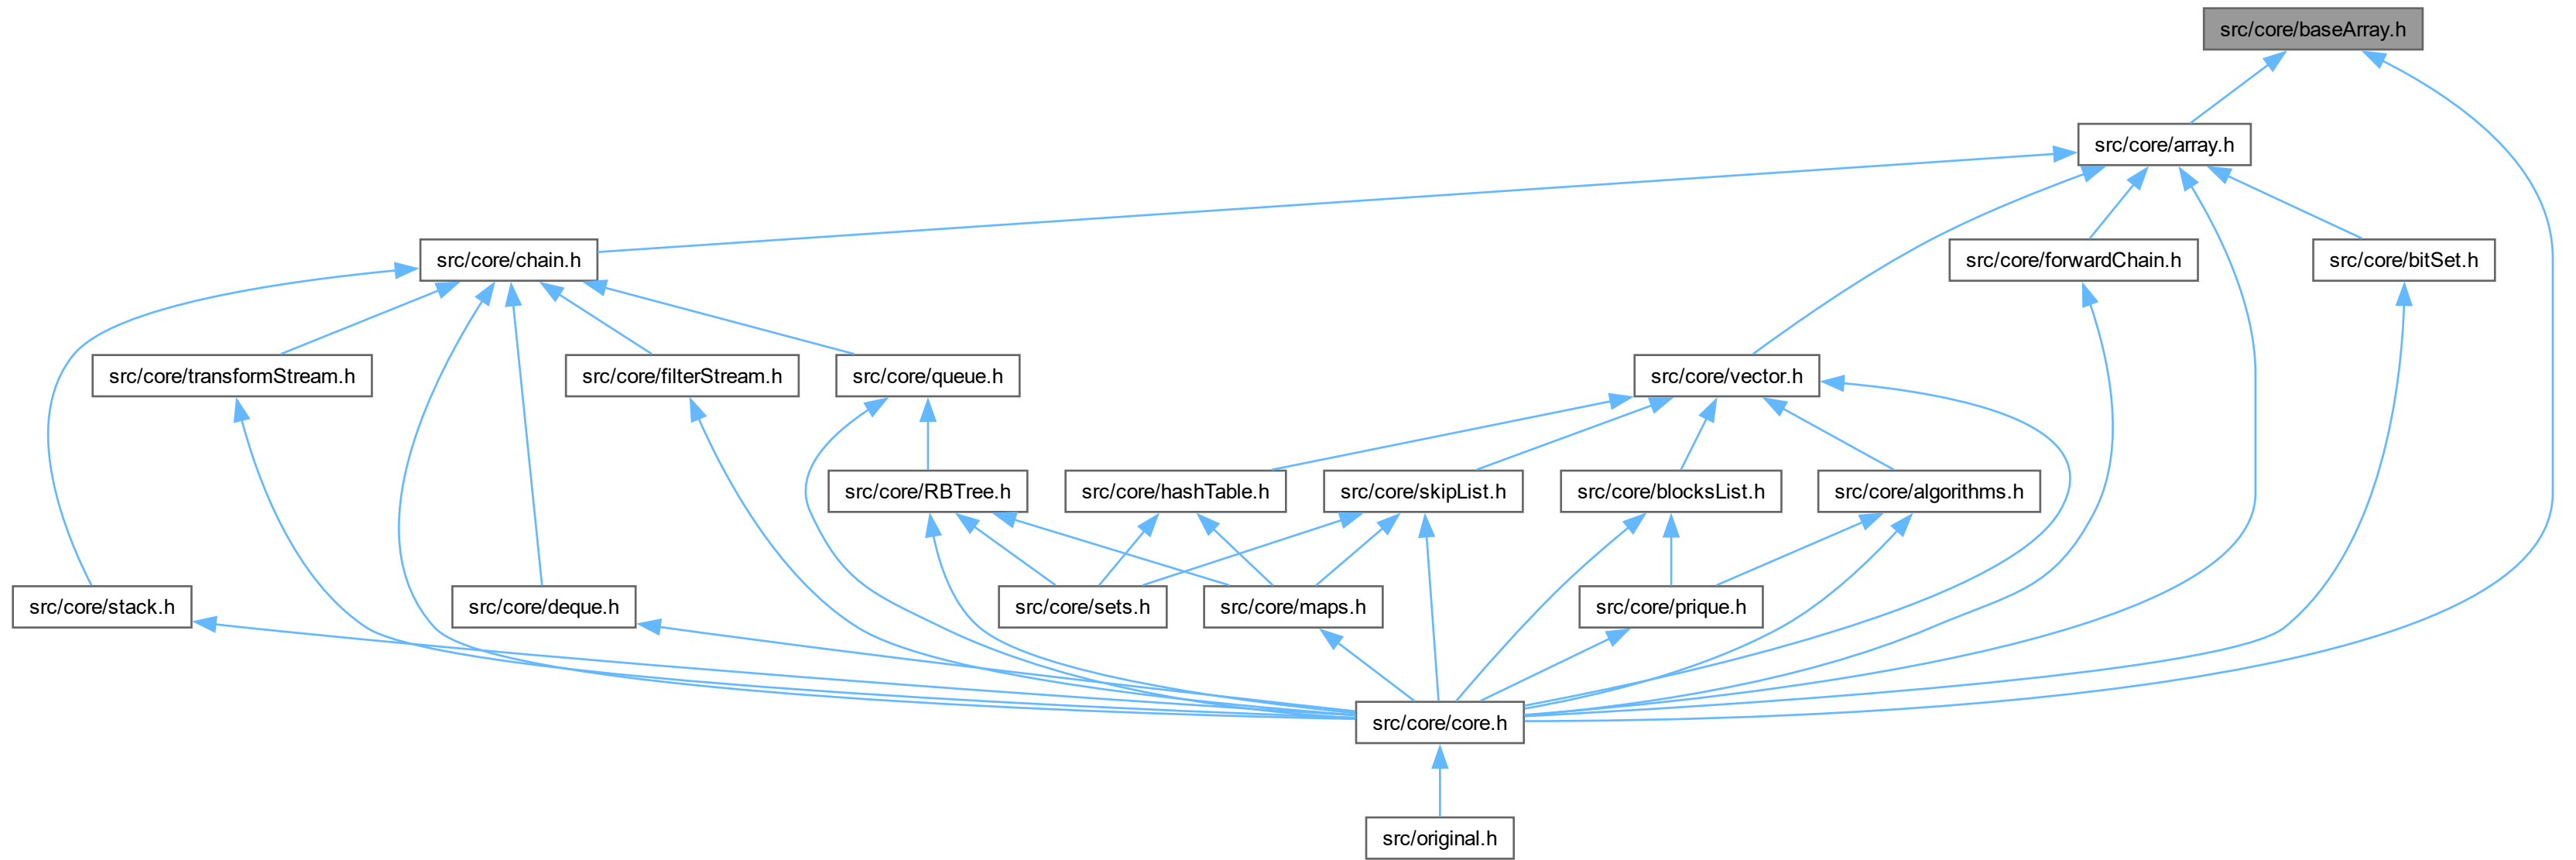 src/core/baseArray.h
src/core/array.h
src/core/chain.h
src/core/forwardChain.h
src/core/bitSet.h
src/core/transformStream.h
src/core/filterStream.h
src/core/queue.h
src/core/vector.h
src/core/RBTree.h
src/core/hashTable.h
src/core/skipList.h
src/core/blocksList.h
src/core/algorithms.h
src/core/stack.h
src/core/deque.h
src/core/sets.h
src/core/maps.h
src/core/prique.h
src/core/core.h
src/original.h